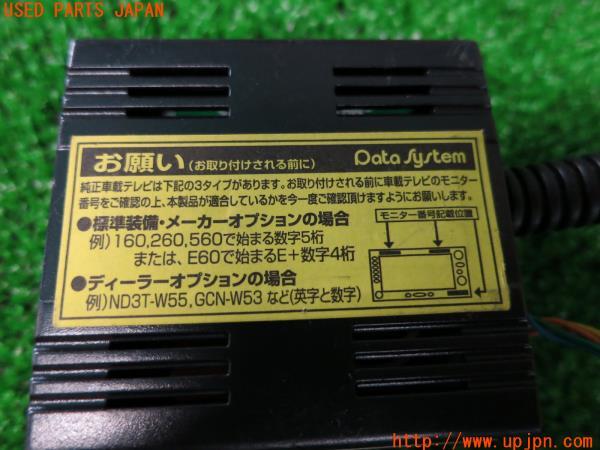 USED PARTS JAPAN
お願い(お取り付けされる前に) Data System
純正車載テレビは下記の3タイプがあります。お取り付けされる前に車載テレビのモニター
番号をご確認の上、本製品が適合しているかを今一度ご確認頂けますようお願いします。
●標準装備・メーカーオプションの場合
例)160,260,560で始まる数字5桁
または、E60で始まるE+数字4桁
●ディーラーオプションの場合
例)ND3T-W55,GCN-W53 など(英字と数字)
モニター番号記載位置
http://www.upjpn.com/